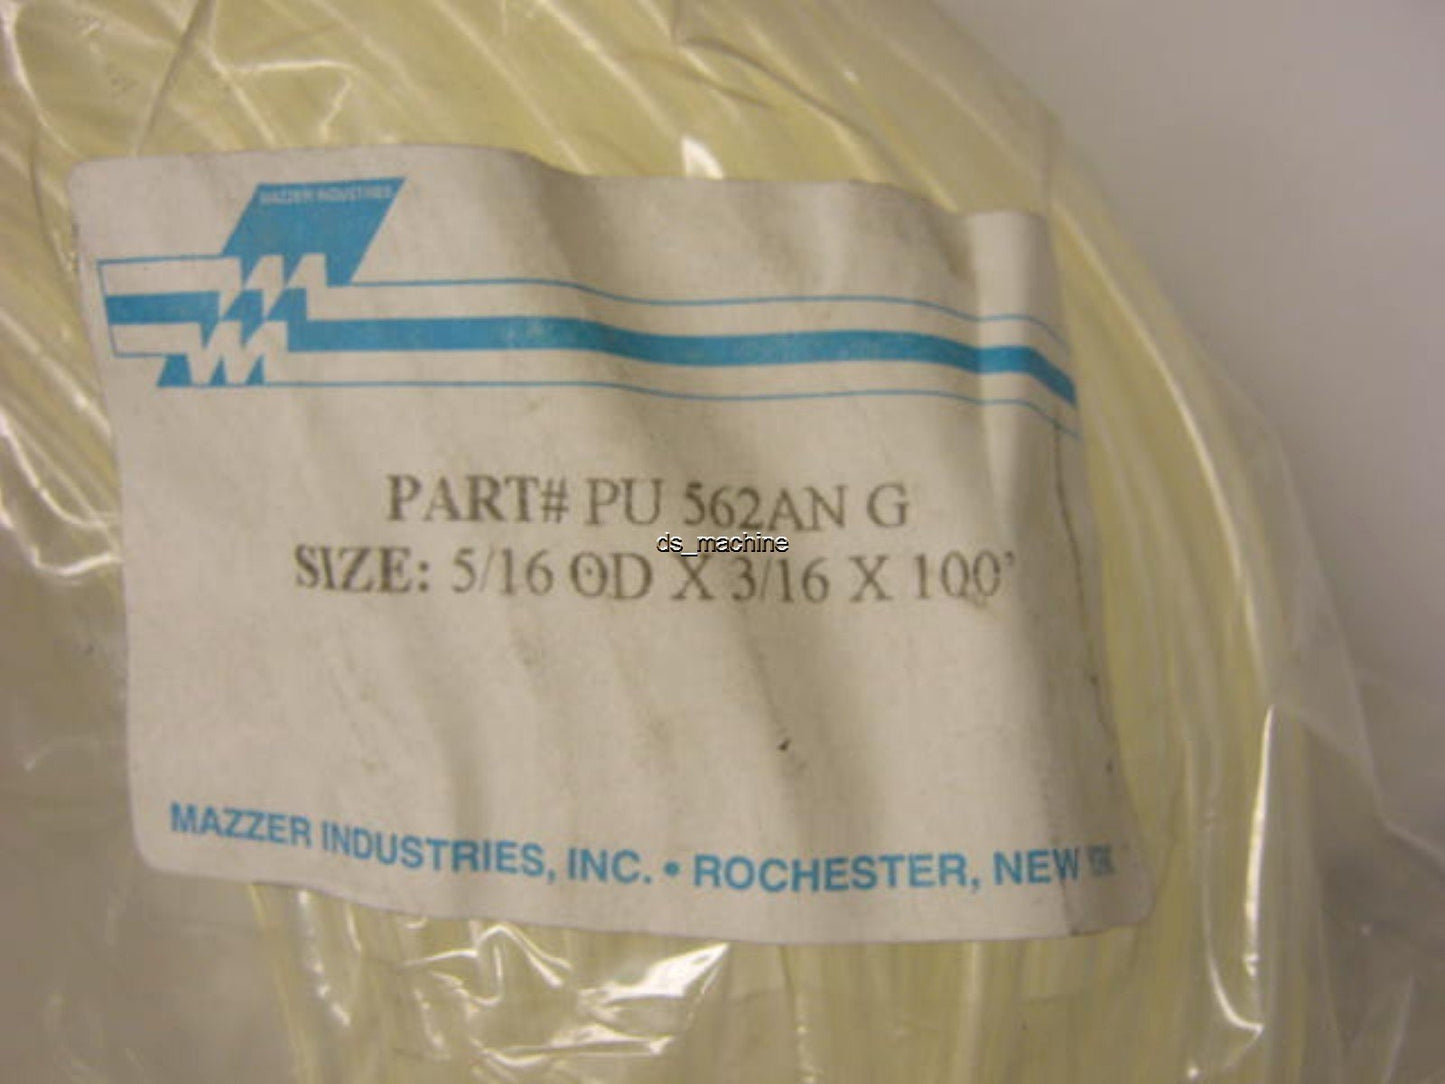 MAZZER INDUSTRIES
PART# PU 562AN G
ds_machine
SIZE: 5/16 OD X 3/16 X 100'
MAZZER INDUSTRIES, INC. • ROCHESTER, NEW